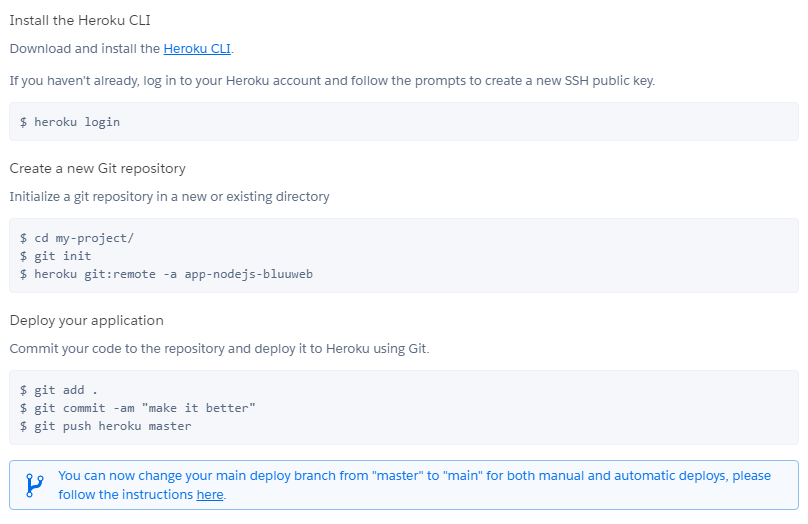 Install the Heroku CLI
Download and install the Heroku CLI.
If you haven't already, log in to your Heroku account and follow the prompts to create a new SSH public key.
$ heroku login
Create a new Git repository
Initialize a git repository in a new or existing directory
$ cd my-project/
$ git init
$ heroku git:remote -a app-nodejs-bluuweb
Deploy your application
Commit your code to the repository and deploy it to Heroku using Git.
$ git add .
$ git commit -am "make it better"
$ git push heroku master
You can now change your main deploy branch from "master" to "main" for both manual and automatic deploys, please
follow the instructions here.